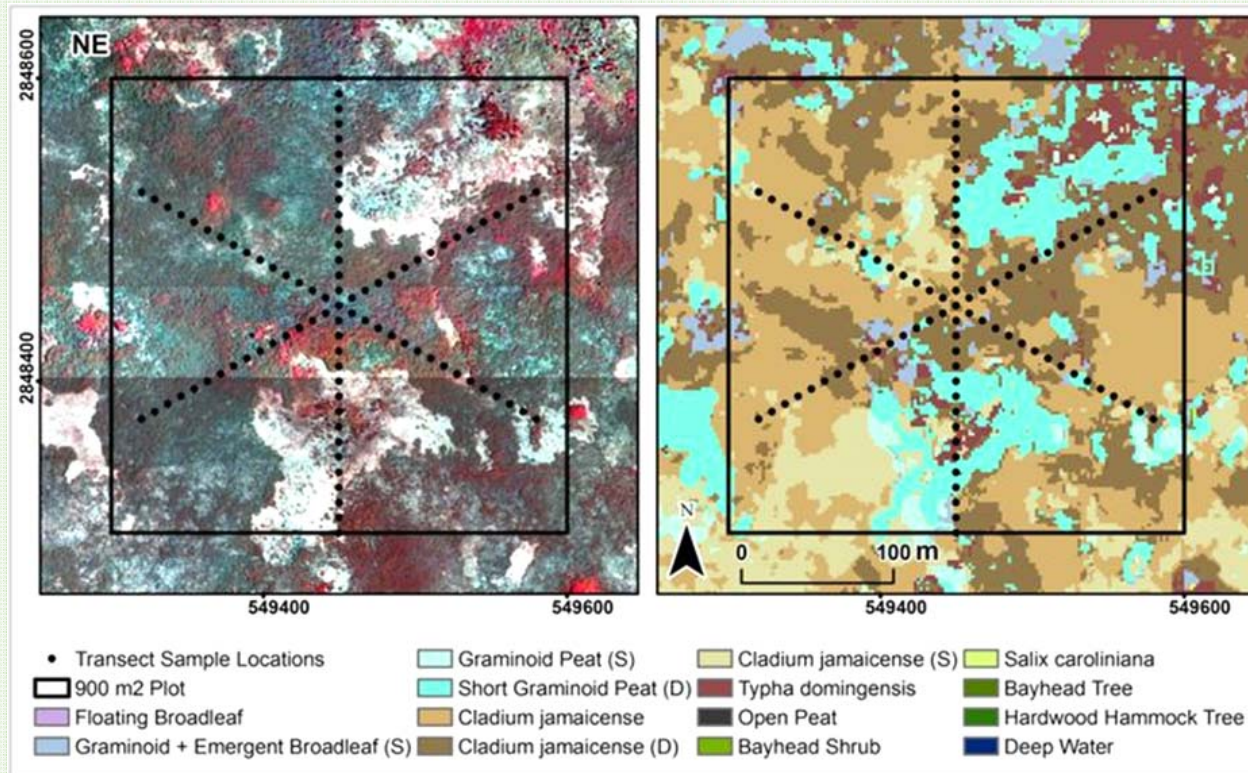 NE
2848600
2848400
549400
549600
N
0
100 m
549400
549600
Transect Sample Locations
900 m2 Plot
Floating Broadleaf
Graminoid + Emergent Broadleaf (S)
Graminoid Peat (S)
Short Graminoid Peat (D)
Cladium jamaicense
Cladium jamaicense (D)
Cladium jamaicense (S)
Typha domingensis
Open Peat
Bayhead Shrub
Salix caroliniana
Bayhead Tree
Hardwood Hammock Tree
Deep Water